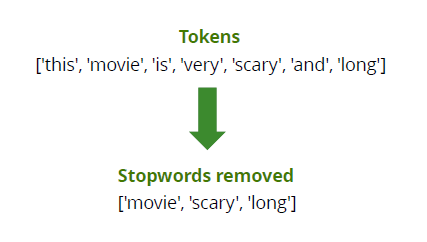 Tokens
['this', 'movie', 'is', 'very', 'scary', 'and', 'long']
Stopwords removed
['movie', 'scary', 'long']